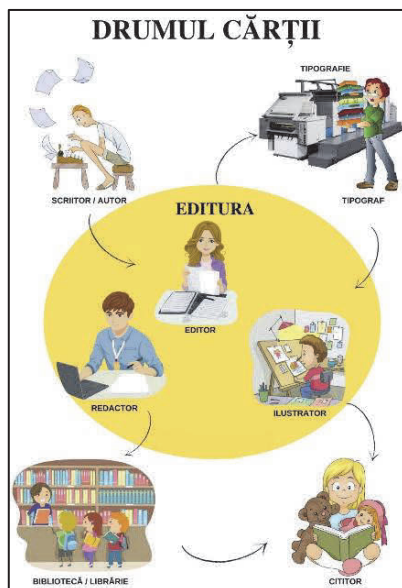 DRUMUL CĂRȚII
TIPOGRAFIE
SCRIITOR / AUTOR
TIPOGRAF
EDITURA
EDITOR
REDACTOR
ILUSTRATOR
BIBLIOTECĂ / LIBRĂRIE
CITITOR